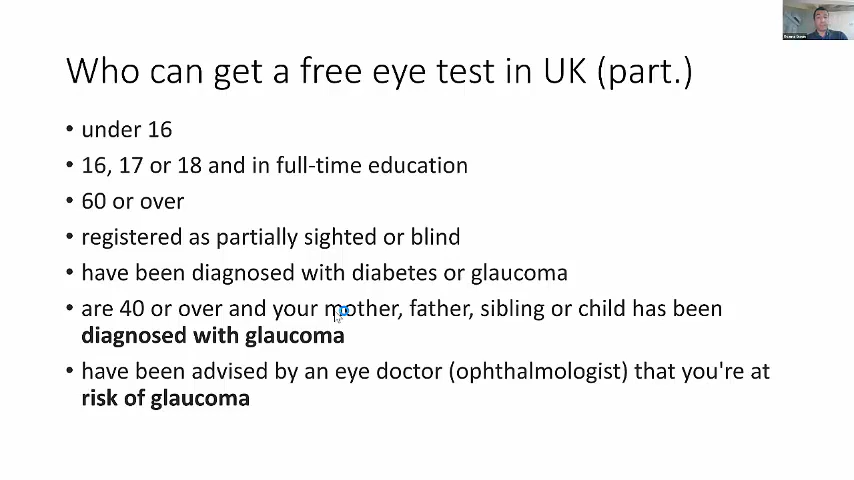 Who can get a free eye test in UK (part.)
• under 16
• 16, 17 or 18 and in full-time education
• 60 or over
• registered as partially sighted or blind
• have been diagnosed with diabetes or glaucoma
• are 40 or over and your mother, father, sibling or child has been
diagnosed with glaucoma
• have been advised by an eye doctor (ophthalmologist) that you're at
risk of glaucoma